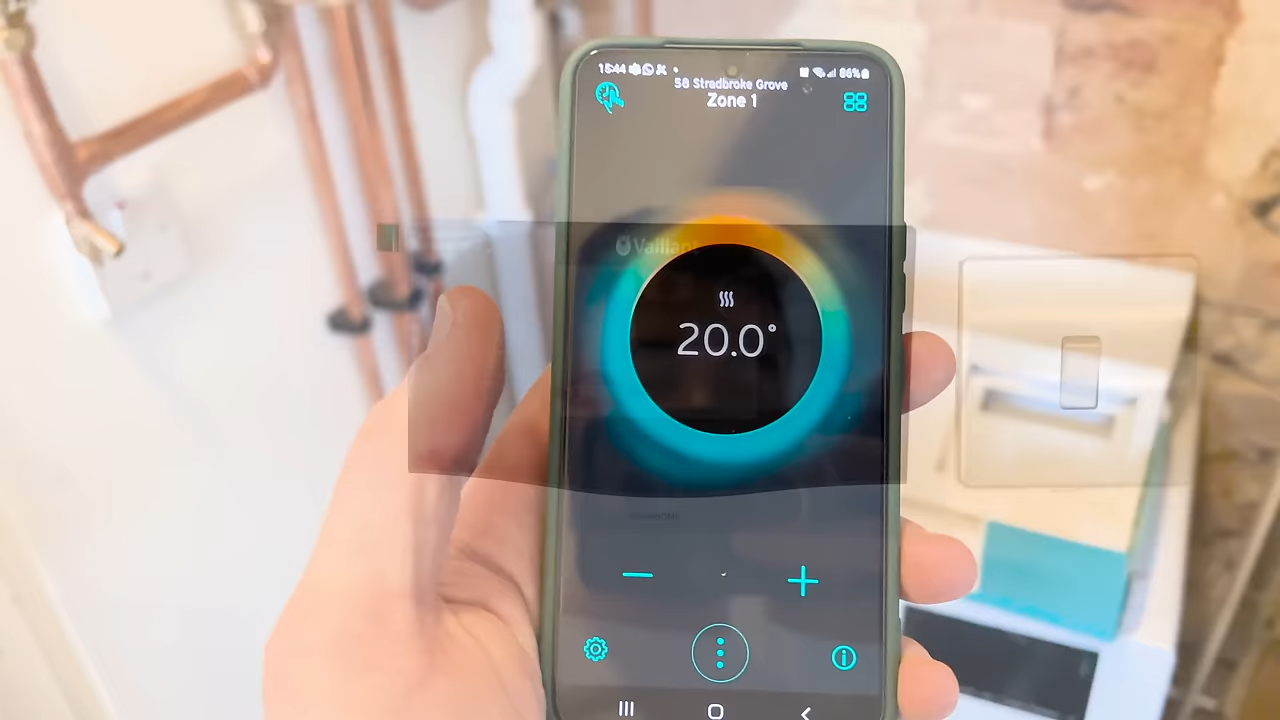 15:44
86%
58 Stradbroke Grove
Zone 1
Vaillant
20.0°